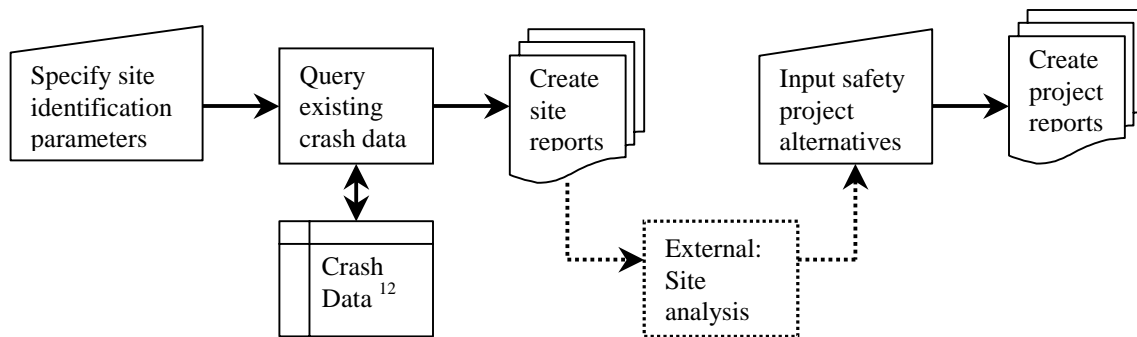 Specify site
identification
parameters
Query
existing
crash data
Create
site
reports
Input safety
project
alternatives
Create
project
reports
Crash
Data 12
External:
Site
analysis